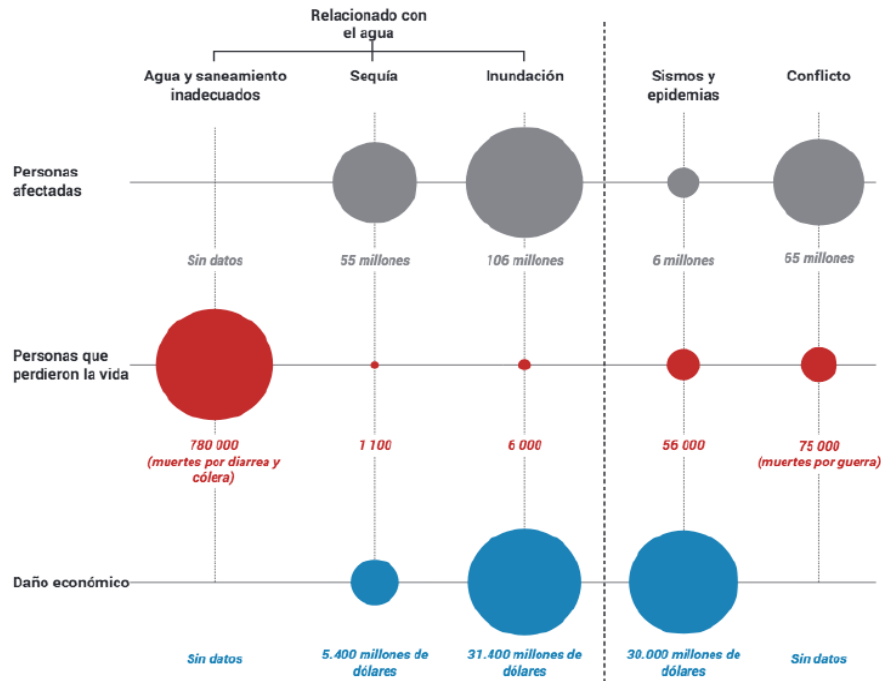 Relacionado con
el agua
Agua y saneamiento
inadecuados
Sequía
Inundación
Sismos y
epidemias
Conflicto
Personas
afectadas
Sin datos
55 millones
106 millones
6 millones
65 millones
Personas que
perdieron la vida
780 000
(muertes por diarrea y
cólera)
1 100
6 000
56 000
75 000
(muertes por guerra)
Daño económico
Sin datos
5.400 millones de
dólares
31.400 millones de
dólares
30.000 millones de
dólares
Sin datos